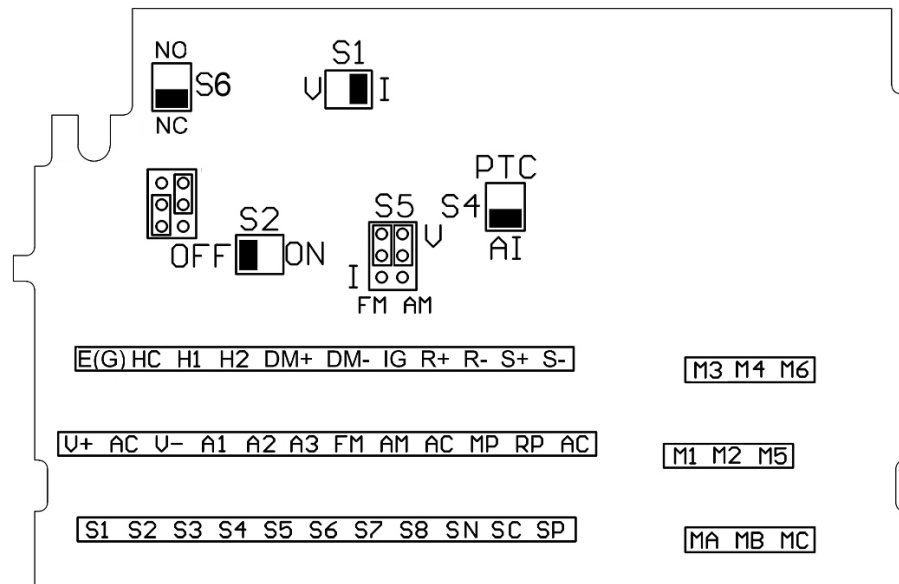 NO
S6
NC
S1
V I
PTC
S4
AI
S5
V
I
FM AM
S2
OFF ON
E(G) HC H1 H2 DM+ DM- IG R+ R- S+ S-
M3 M4 M6
V+ AC V- A1 A2 A3 FM AM AC MP RP AC
M1 M2 M5
S1 S2 S3 S4 S5 S6 S7 S8 SN SC SP
MA MB MC